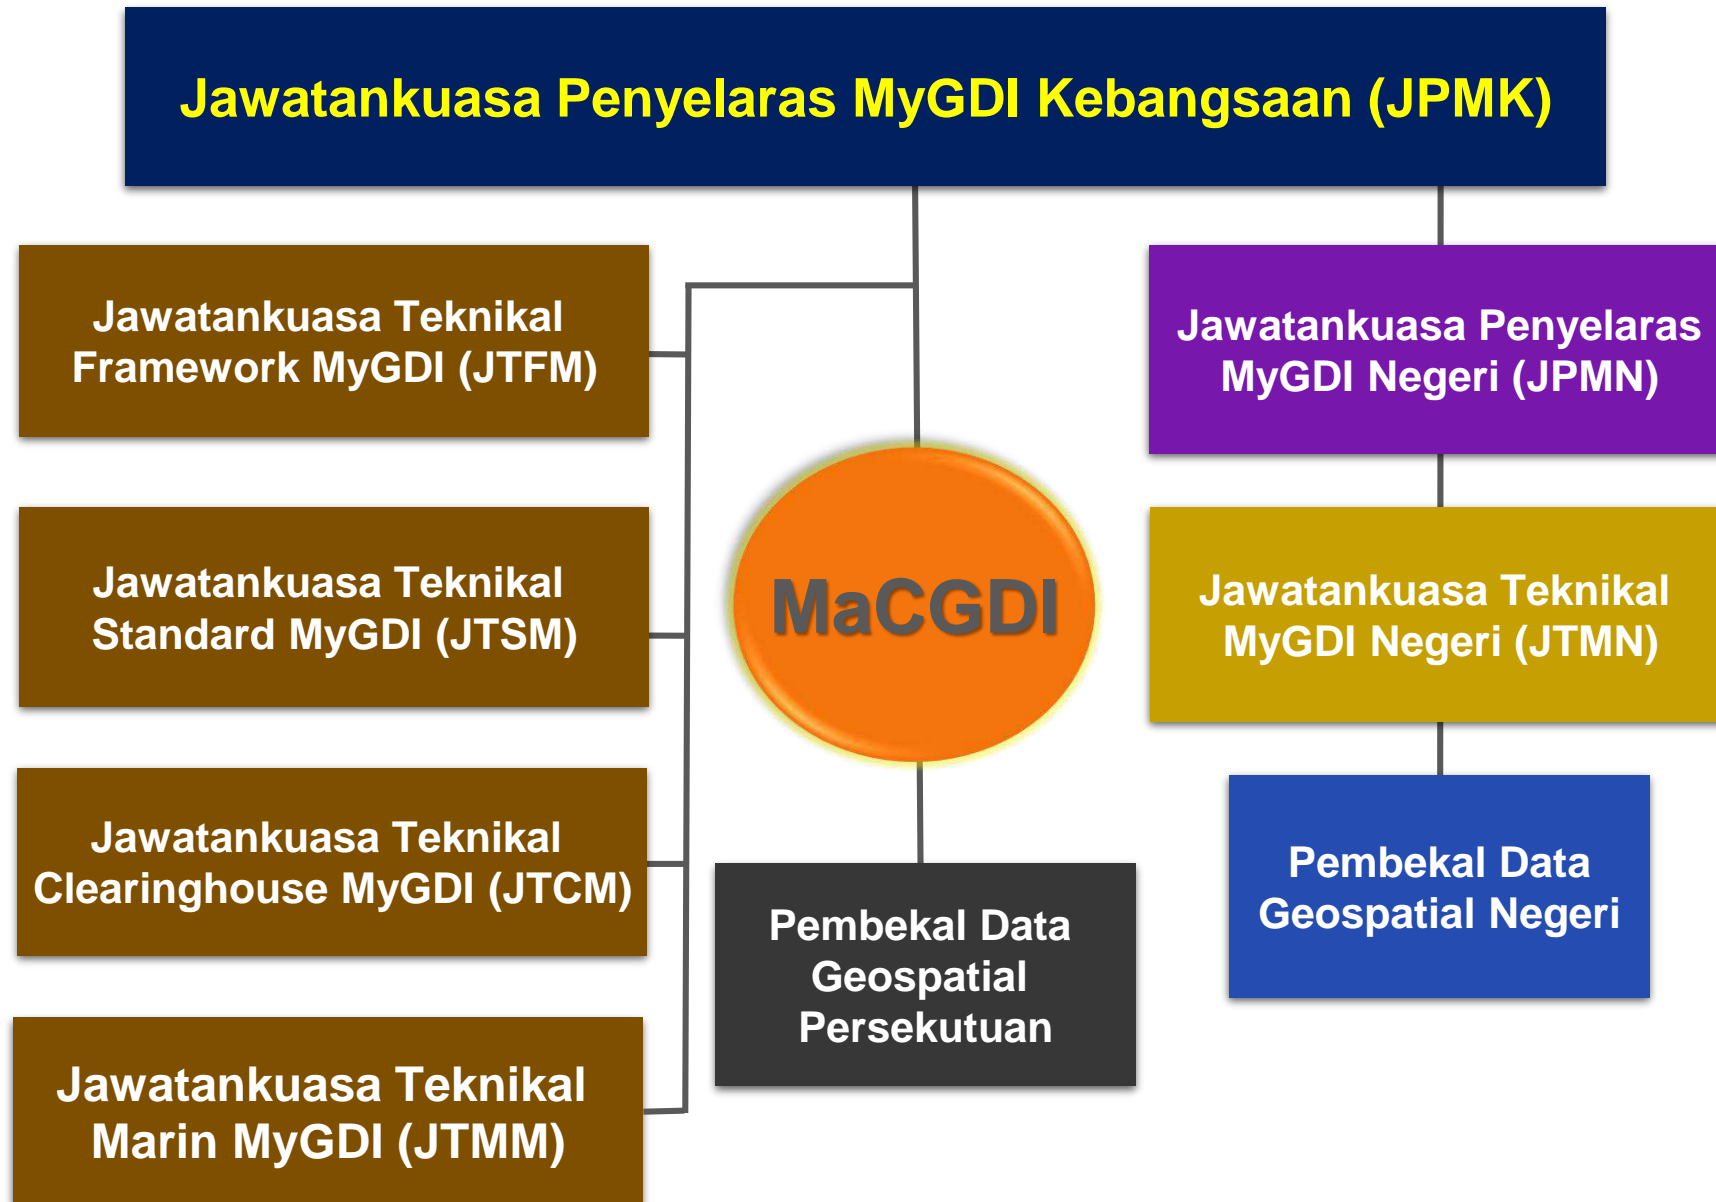 Jawatankuasa Penyelaras MyGDI Kebangsaan (JPMK)
Jawatankuasa Teknikal
Framework MyGDI (JTFM)
Jawatankuasa Teknikal
Standard MyGDI (JTSM)
Jawatankuasa Teknikal
Clearinghouse MyGDI (JTCM)
Jawatankuasa Teknikal
Marin MyGDI (JTMM)
MaCGDI
Pembekal Data
Geospatial
Persekutuan
Jawatankuasa Penyelaras
MyGDI Negeri (JPMN)
Jawatankuasa Teknikal
MyGDI Negeri (JTMN)
Pembekal Data
Geospatial Negeri